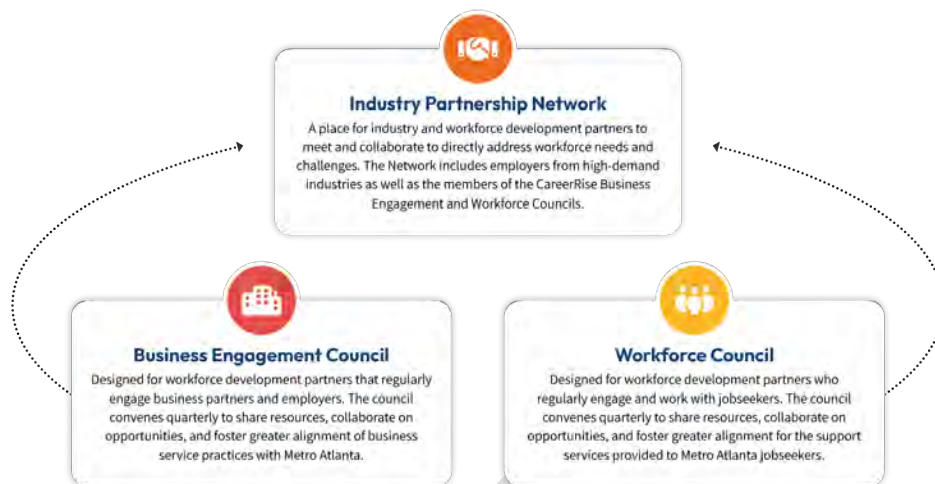 Industry Partnership Network
A place for industry and workforce development partners to
meet and collaborate to directly address workforce needs and
challenges. The Network includes employers from high-demand
industries as well as the members of the CareerRise Business
Engagement and Workforce Councils.
Business Engagement Council
Designed for workforce development partners that regularly
engage business partners and employers. The council
convenes quarterly to share resources, collaborate on
opportunities, and foster greater alignment of business
service practices with Metro Atlanta.
Workforce Council
Designed for workforce development partners who
regularly engage and work with jobseekers. The council
convenes quarterly to share resources, collaborate on
opportunities, and foster greater alignment for the support
services provided to Metro Atlanta jobseekers.